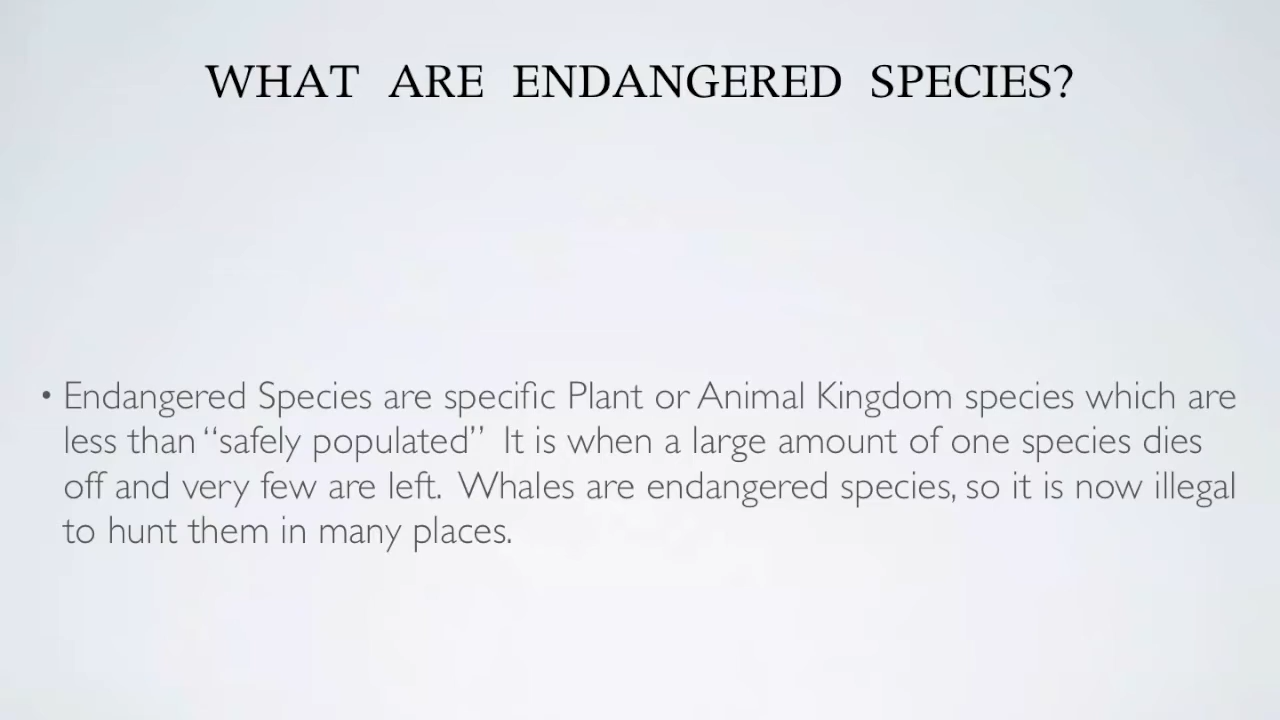 WHAT ARE ENDANGERED SPECIES?
• Endangered Species are specific Plant or Animal Kingdom species which are
less than “safely populated” It is when a large amount of one species dies
off and very few are left. Whales are endangered species, so it is now illegal
to hunt them in many places.